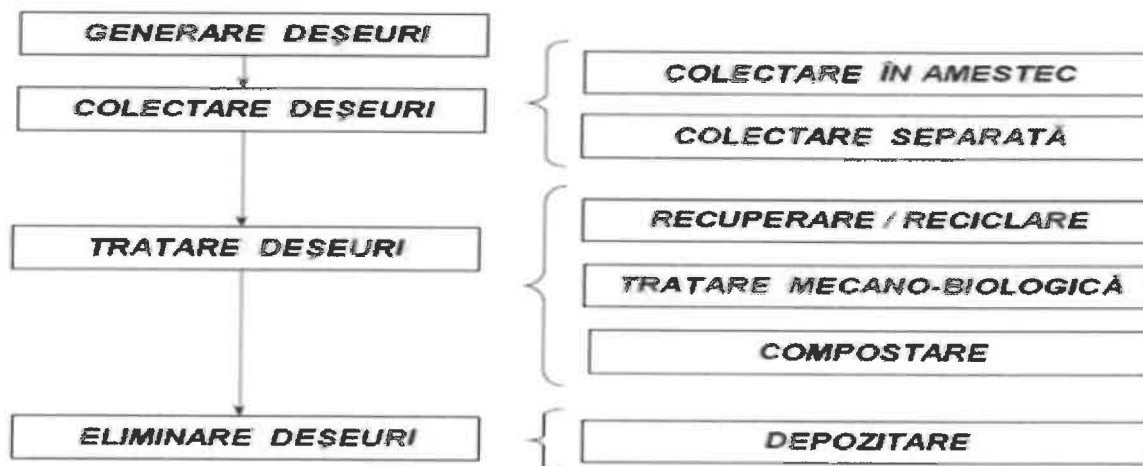 GENERARE DEȘEURI
COLECTARE DEȘEURI
COLECTARE ÎN AMESTEC
COLECTARE SEPARATĂ
TRATARE DEȘEURI
RECUPERARE / RECICLARE
TRATARE MECANO-BIOLOGICĂ
COMPOSTARE
ELIMINARE DEȘEURI
DEPOZITARE